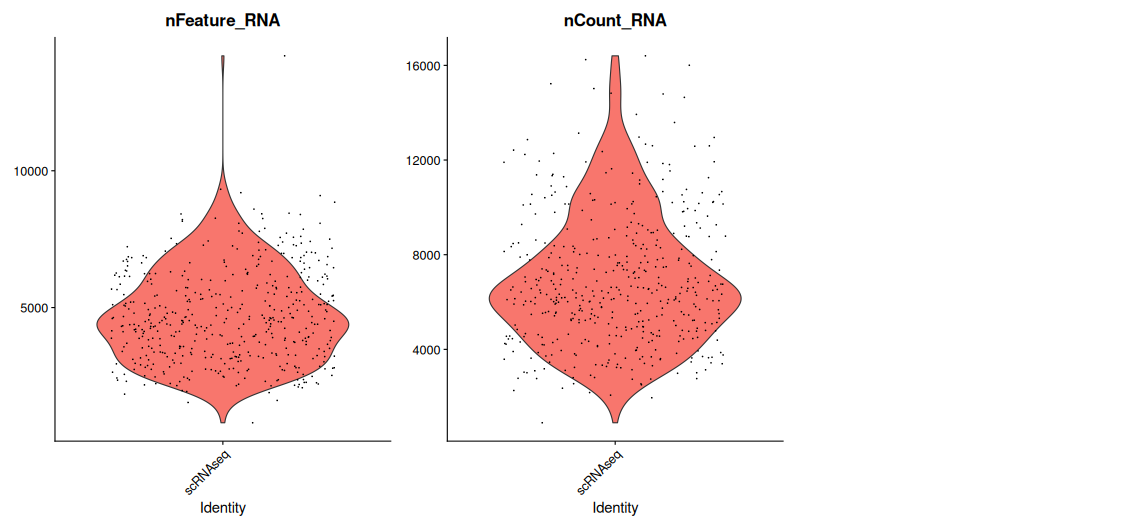 nFeature_RNA
10000
5000
scRNAseq
Identity
nCount_RNA
16000
12000
8000
4000
scRNAseq
Identity